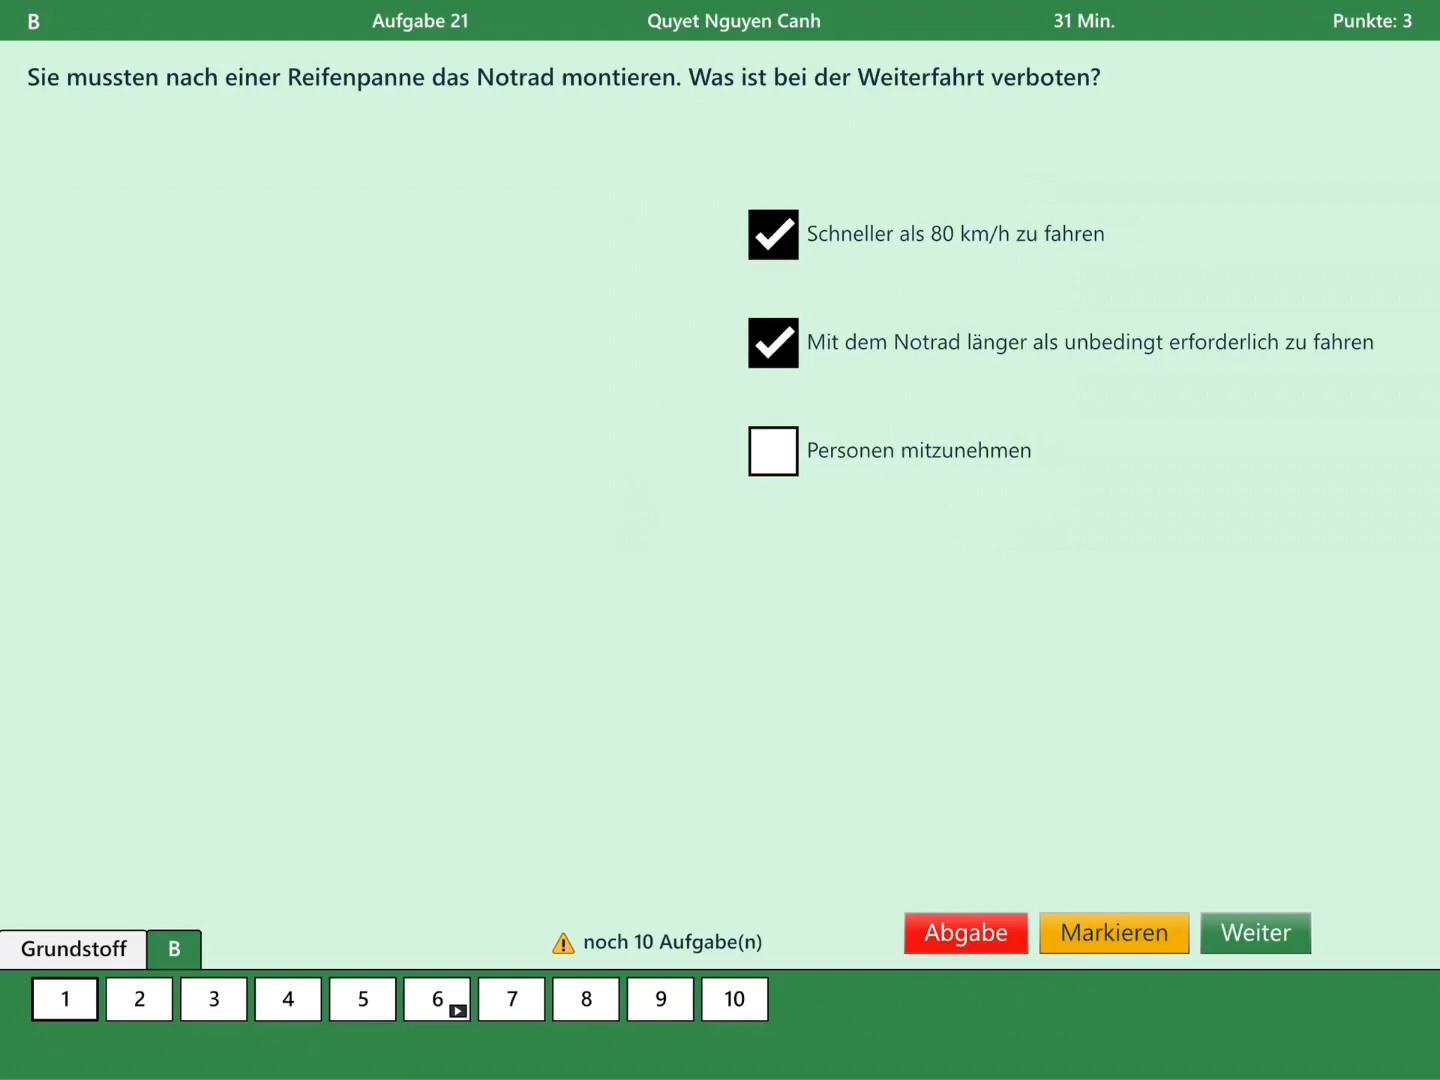 B Aufgabe 21 Quyet Nguyen Canh 31 Min. Punkte: 3
Sie mussten nach einer Reifenpanne das Notrad montieren. Was ist bei der Weiterfahrt verboten?
Schneller als 80 km/h zu fahren
Mit dem Notrad länger als unbedingt erforderlich zu fahren
Personen mitzunehmen
Grundstoff B noch 10 Aufgabe(n) Abgabe Markieren Weiter
1 2 3 4 5 6 7 8 9 10